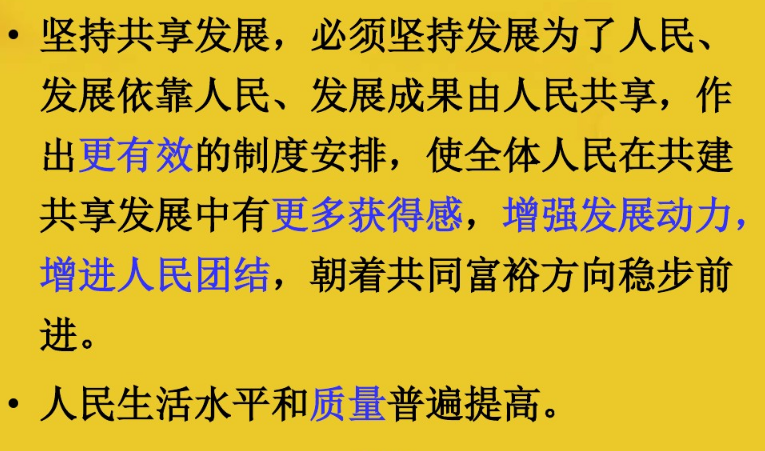 • 坚持共享发展，必须坚持发展为了人民、
发展依靠人民、发展成果由人民共享，作
出更有效的制度安排，使全体人民在共建
共享发展中有更多获得感，增强发展动力，
增进人民团结，朝着共同富裕方向稳步前
进。
• 人民生活水平和质量普遍提高。